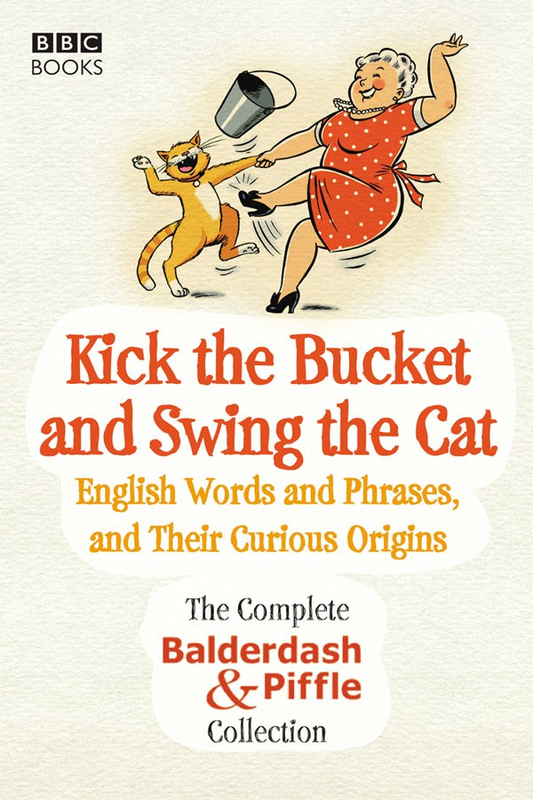 BBC
BOOKS
Kick the Bucket
and Swing the Cat
English Words and Phrases,
and Their Curious Origins
The Complete
Balderdash
& Piffle
Collection